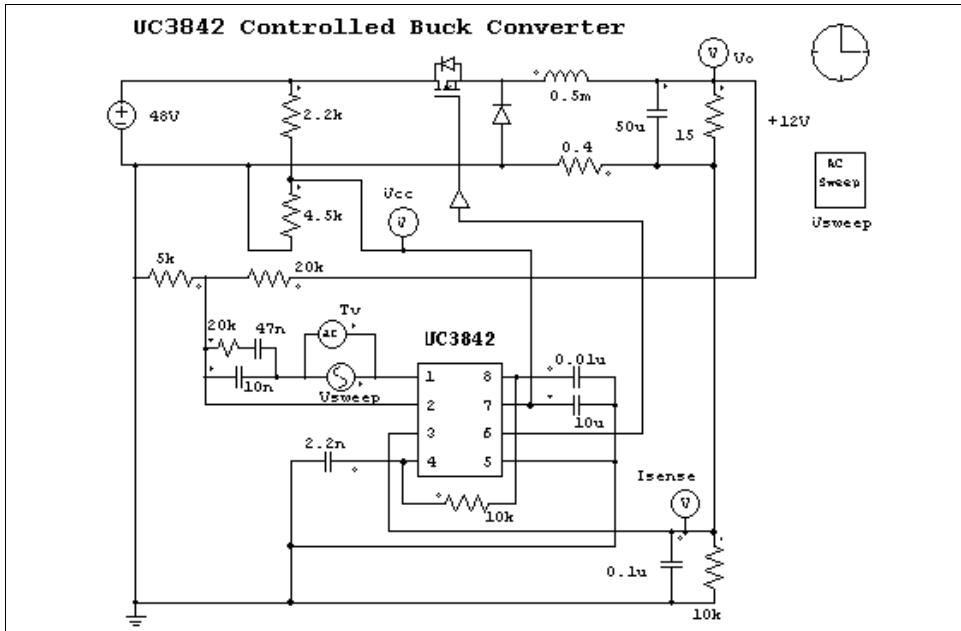 UC3842 Controlled Buck Converter
V
Vo
48V
2.2k
0.5m
50u
15
+12V
0.4
AC
Sweep
Vsweep
4.5k
Vcc
V
5k
20k
Tv
ac
20k
47n
10n
Vsweep
UC3842
1 8
2 7
3 6
4 5
0.01u
10u
2.2n
10k
Isense
V
0.1u
10k